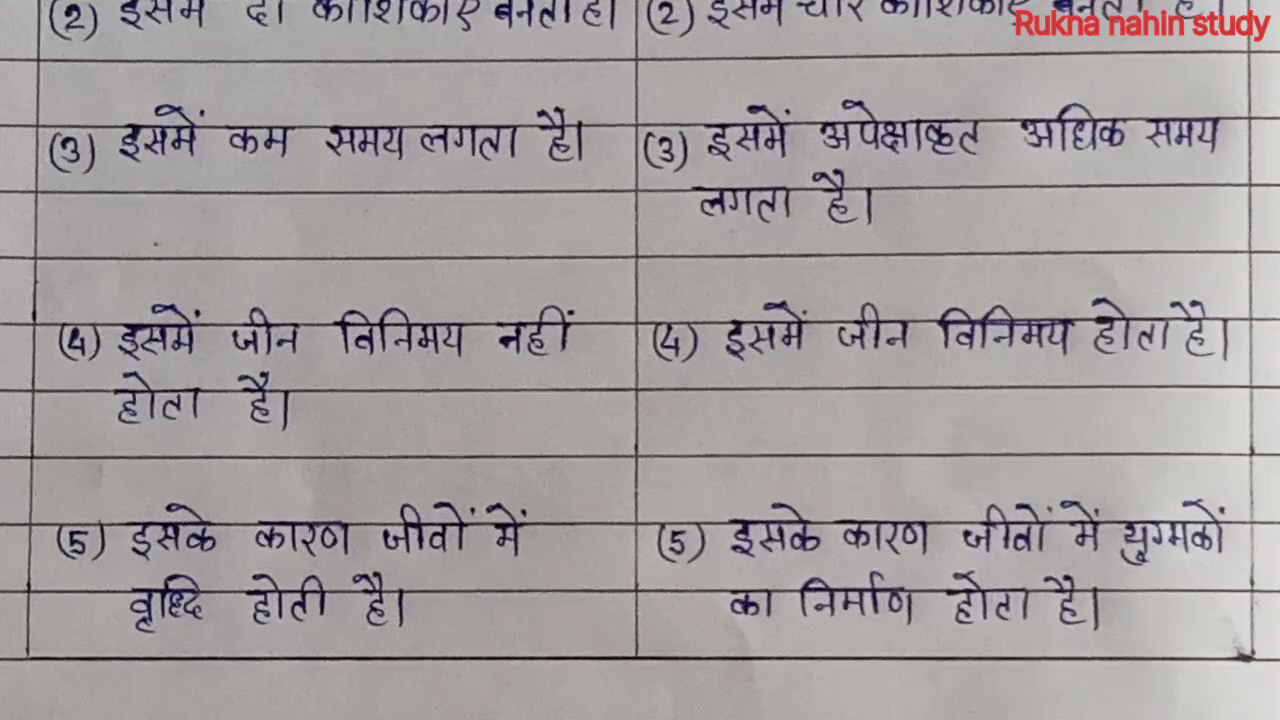 (2) इसमें दो कोशिकाएं बनती है। (2) इसमें चार कोशिकाएं बनती है।
Rukna nahin study
(3) इसमें कम समय लगता है। (3) इसमें अपेक्षाकृत अधिक समय
लगता है।
(4) इसमें जीन विनिमय नहीं (4) इसमें जीन विनिमय होता है।
होता है।
(5) इसके कारण जीवों में (5) इसके कारण जीवों में युग्मकों
वृध्दि होती है। का निर्माण होता है।